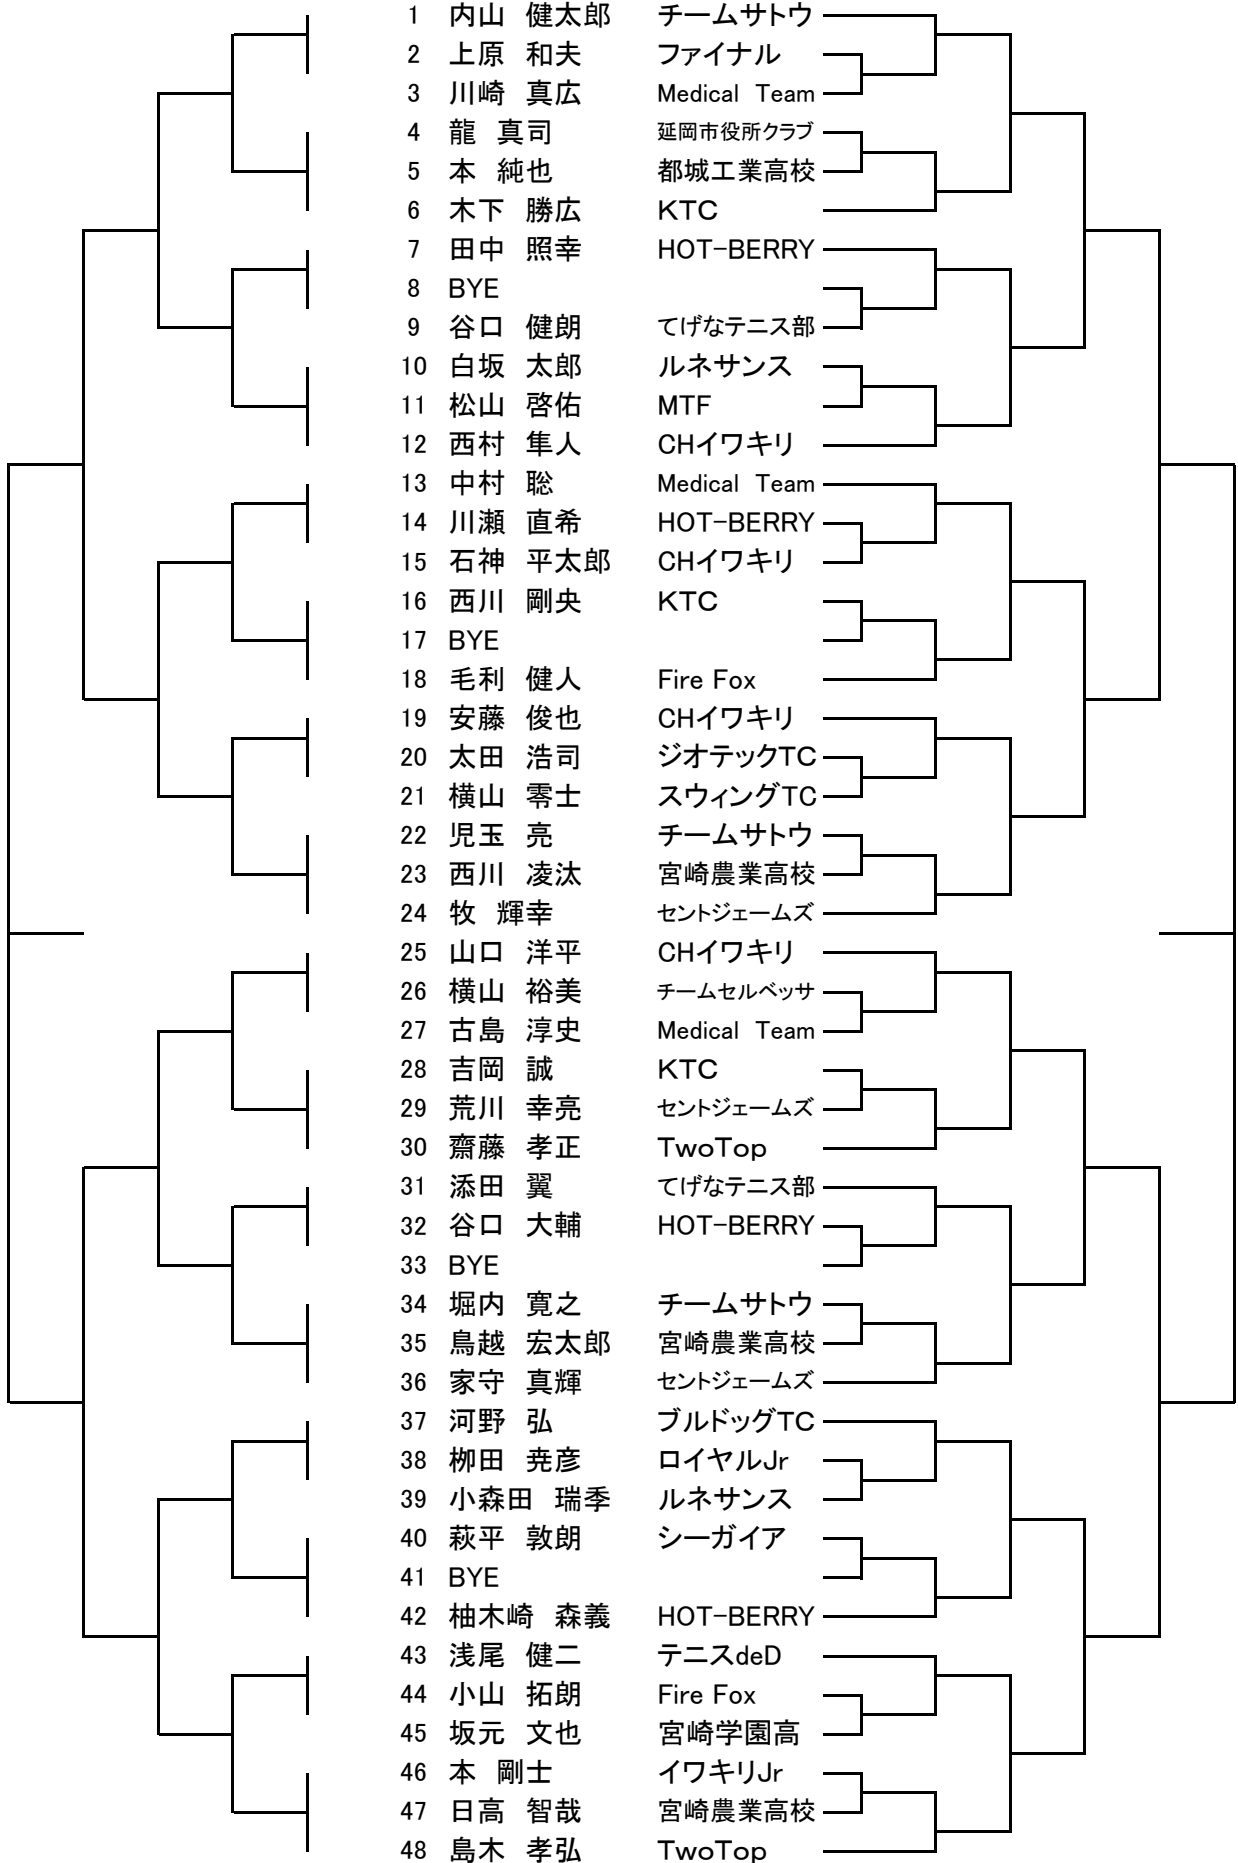 1 内山 健太郎 チームサトウ
2 上原 和夫 ファイナル
3 川崎 真広 Medical Team
4 龍 真司 延岡市役所クラブ
5 本 純也 都城工業高校
6 木下 勝広 KTC
7 田中 照幸 HOT-BERRY
8 BYE
9 谷口 健朗 てげなテニス部
10 白坂 太郎 ルネサンス
11 松山 啓佑 MTF
12 西村 隼人 CHイワキリ
13 中村 聡 Medical Team
14 川瀬 直希 HOT-BERRY
15 石神 平太郎 CHイワキリ
16 西川 剛央 KTC
17 BYE
18 毛利 健人 Fire Fox
19 安藤 俊也 CHイワキリ
20 太田 浩司 ジオテックTC
21 横山 零士 スウィングTC
22 児玉 亮 チームサトウ
23 西川 凌汰 宮崎農業高校
24 牧 輝幸 セントジェームズ
25 山口 洋平 CHイワキリ
26 横山 裕美 チームセルベッサ
27 古島 淳史 Medical Team
28 吉岡 誠 KTC
29 荒川 幸亮 セントジェームズ
30 齋藤 孝正 TwoTop
31 添田 翼 てげなテニス部
32 谷口 大輔 HOT-BERRY
33 BYE
34 堀内 寛之 チームサトウ
35 鳥越 宏太郎 宮崎農業高校
36 家守 真輝 セントジェームズ
37 河野 弘 ブルドッグTC
38 栁田 尭彦 ロイヤルJr
39 小森田 瑞季 ルネサンス
40 萩平 敦朗 シーガイア
41 BYE
42 柚木崎 森義 HOT-BERRY
43 浅尾 健二 テニスdeD
44 小山 拓朗 Fire Fox
45 坂元 文也 宮崎学園高
46 本 剛士 イワキリJr
47 日高 智哉 宮崎農業高校
48 島木 孝弘 TwoTop